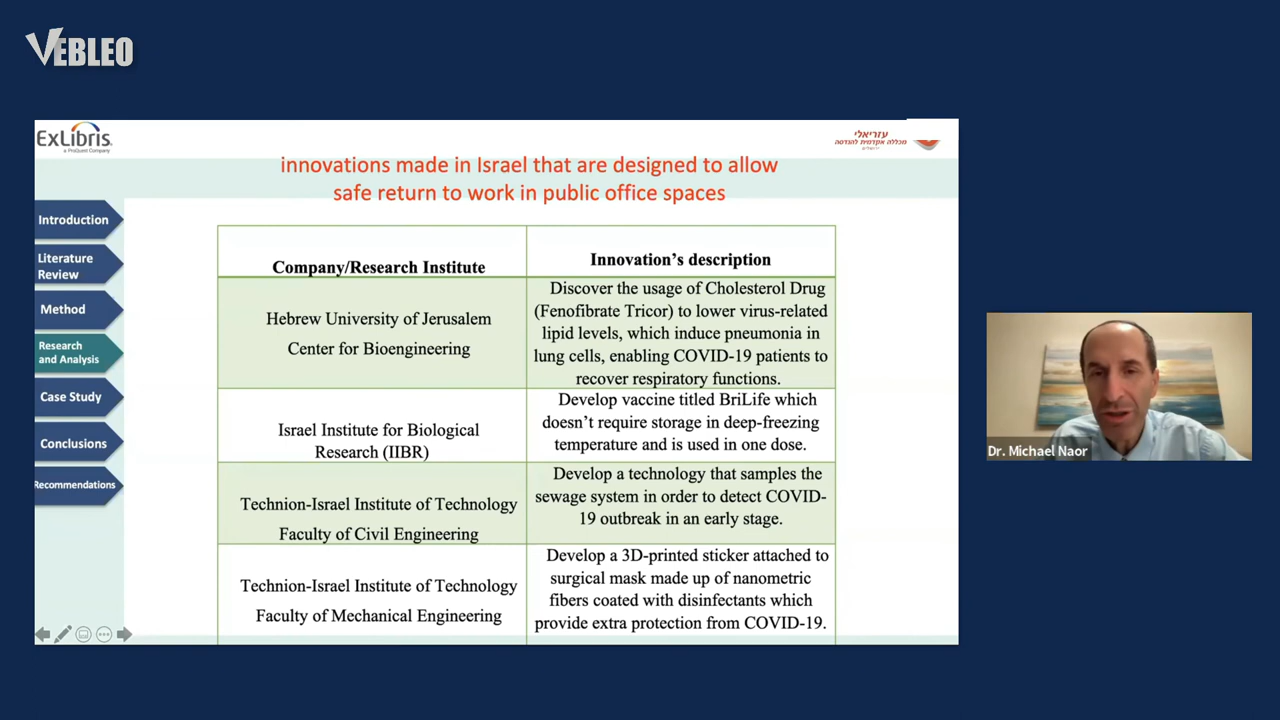 VEBLEO
ExLibris
a ProQuest Company
עזריאלי
מכללה אקדמית להנדסה
ירושלים
innovations made in Israel that are designed to allow
safe return to work in public office spaces
Introduction
Literature
Review
Method
Research
and Analysis
Case Study
Conclusions
Recommendations
Company/Research Institute
Innovation's description
Hebrew University of Jerusalem
Center for Bioengineering
Discover the usage of Cholesterol Drug
(Fenofibrate Tricor) to lower virus-related
lipid levels, which induce pneumonia in
lung cells, enabling COVID-19 patients to
recover respiratory functions.
Israel Institute for Biological
Research (IIBR)
Develop vaccine titled BriLife which
doesn't require storage in deep-freezing
temperature and is used in one dose.
Technion-Israel Institute of Technology
Faculty of Civil Engineering
Develop a technology that samples the
sewage system in order to detect COVID-
19 outbreak in an early stage.
Technion-Israel Institute of Technology
Faculty of Mechanical Engineering
Develop a 3D-printed sticker attached to
surgical mask made up of nanometric
fibers coated with disinfectants which
provide extra protection from COVID-19.
Dr. Michael Naor